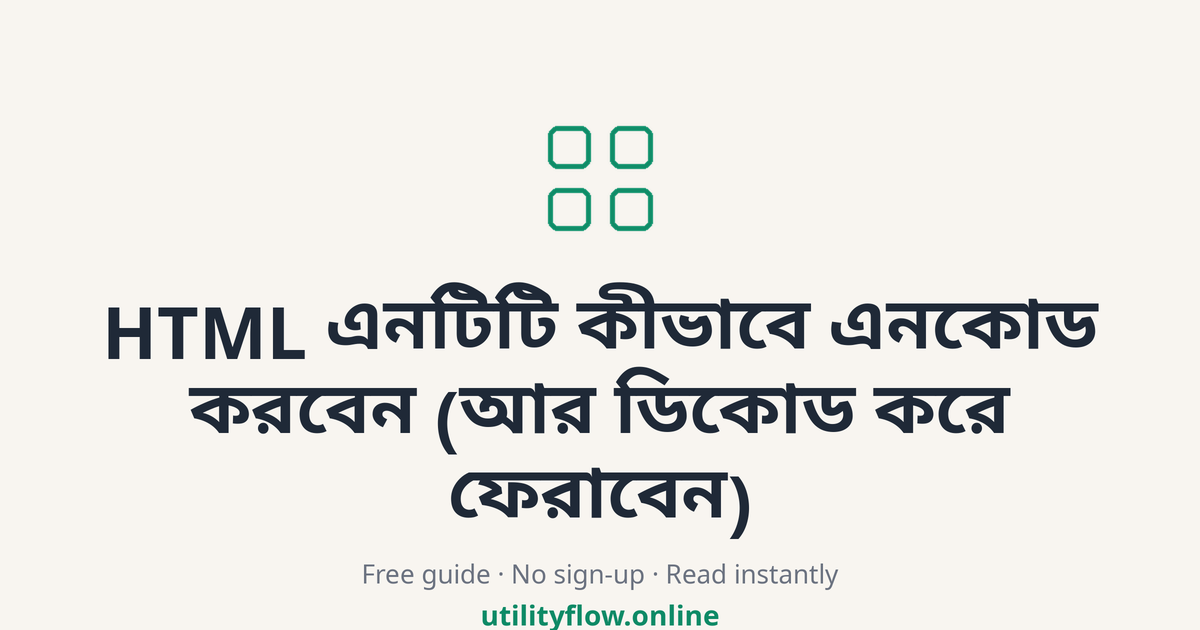 HTML এনটিটি কীভাবে এনকোড
করবেন (আর ডিকোড করে
ফেরাবেন)
Free guide · No sign-up · Read instantly
utilityflow.online